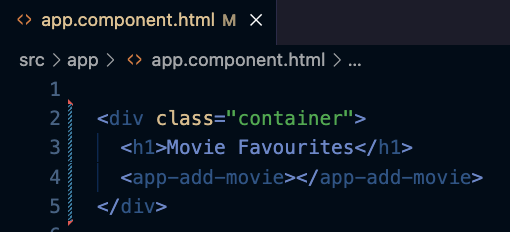 <> app.component.html M ×
src > app > <> app.component.html > ...
1
2 <div class="container">
3 <h1>Movie Favourites</h1>
4 <app-add-movie></app-add-movie>
5 </div>